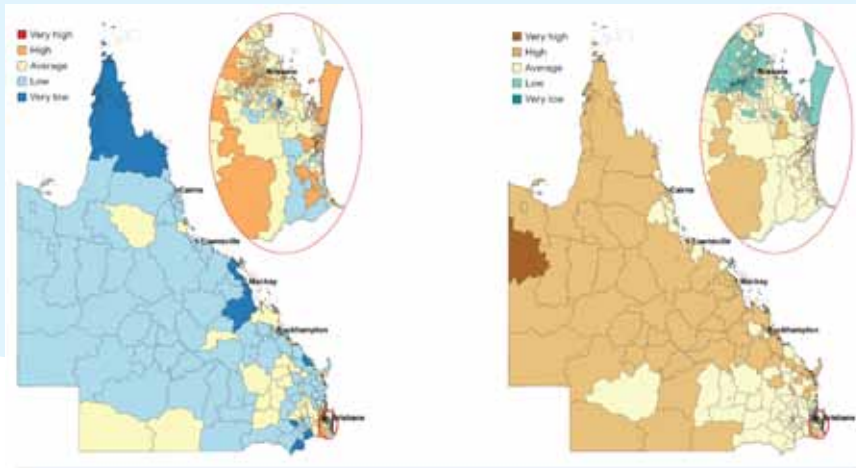 Very high
High
Average
Low
Very low
Brisbane
Cairns
Townsville
Mackay
Rockhampton
Brisbane
Very high
High
Average
Low
Very low
Brisbane
Cairns
Townsville
Mackay
Rockhampton
Brisbane